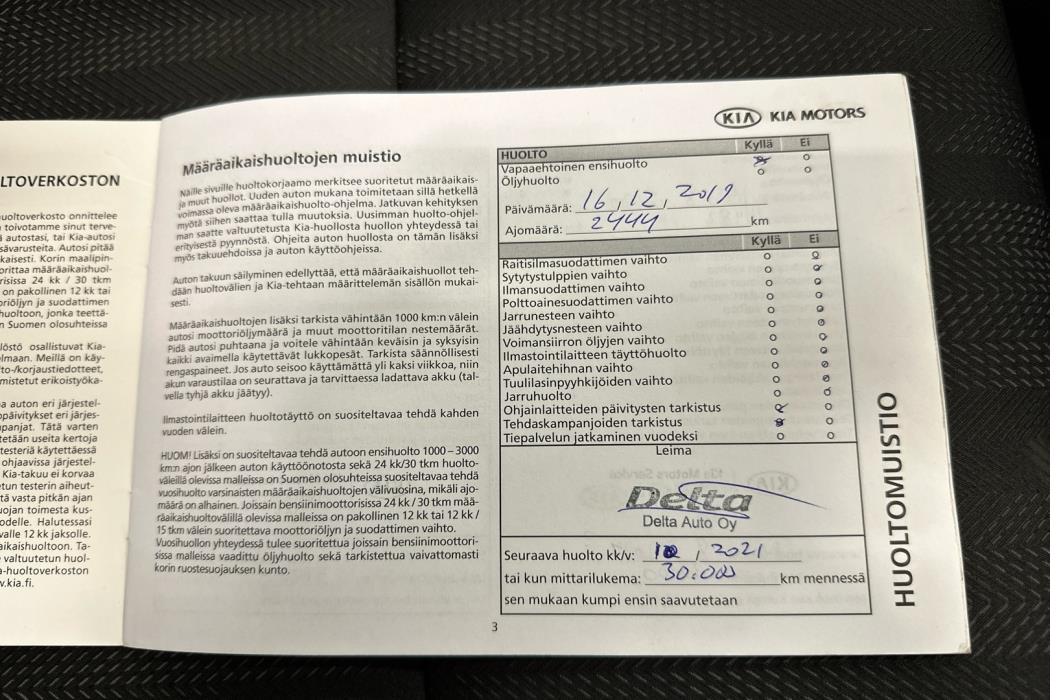 LTOVERKOSTON
uoltoverkosto onnittelee
toivotamme sinut terve-
autostasi, tai Kia-autosi
sävarusteita. Autosi pitää
kaisesti. Korin maalipin-
orittaa määräaikaishuol-
risissa 24 kk / 30 tkm
on pakollinen 12 kk tai
oriöljyn ja suodattimen
huoltoon, jonka teettä-
n Suomen olosuhteissa
löstö osallistuvat Kia-
lmaan. Meillä on käy-
to-/korjaustiedotteet,
mistetut erikoistyöka-
a auton eri järjestel-
päivitykset eri järjes-
panjat. Tätä varten
tetään useita kertoja
testeriä käytettäessä
ohjaavissa järjestel-
Kia-takuu ei korvaa
tun testerin aiheut-
tä vasta pitkän ajan
uojan toimesta kus-
odelle. Halutessasi
valle 12 kk jaksolle.
aikaishuoltoon. Ta-
valtuutetun huol-
a-huoltoverkoston
v.kia.fi.
Määräaikaishuoltojen muistio
Näille sivuille huoltokorjaamo merkitsee suoritetut määräaikais-
ja muut huollot. Uuden auton mukana toimitetaan sillä hetkellä
voimassa oleva määräaikaishuolto-ohjelma. Jatkuvan kehityksen
myötä siihen saattaa tulla muutoksia. Uusimman huolto-ohjel-
man saatte valtuutetusta Kia-huollosta huollon yhteydessä tai
erityisestä pyynnöstä. Ohjeita auton huollosta on tämän lisäksi
myös takuuehdoissa ja auton käyttöohjeissa.
Auton takuun säilyminen edellyttää, että määräaikaishuollot teh-
dään huoltovälien ja Kia-tehtaan määrittelemän sisällön mukai-
sesti.
Määräaikaishuoltojen lisäksi tarkista vähintään 1000 km:n välein
autosi moottoriöljymäärä ja muut moottoritilan nestemäärät.
Pidä autosi puhtaana ja voitele vähintään keväisin ja syksyisin
kaikki avaimella käytettävät lukkopesät. Tarkista säännöllisesti
rengaspaineet. Jos auto seisoo käyttämättä yli kaksi viikkoa, niin
akun varaustilaa on seurattava ja tarvittaessa ladattava akku (tal-
vella tyhjä akku jäätyy).
Ilmastointilaitteen huoltotäyttö on suositeltavaa tehdä kahden
vuoden välein.
HUOM! Lisäksi on suositeltavaa tehdä autoon ensihuolto 1000–3000
km:n ajon jälkeen auton käyttöönotosta sekä 24 kk/30 tkm huolto-
väleillä olevissa malleissa on Suomen olosuhteissa suositeltavaa tehdä
vuosihuolto varsinaisten määräaikaishuoltojen välivuosina, mikäli ajo-
määrä on alhainen. Joissain bensiinimoottorisissa 24 kk / 30 tkm mää-
räaikaishuoltovälillä olevissa malleissa on pakollinen 12 kk tai 12 kk /
15 tkm välein suoritettava moottoriöljyn ja suodattimen vaihto.
Vuosihuollon yhteydessä tulee suoritettua joissain bensiinimoottori-
sissa malleissa vaadittu öljyhuolto sekä tarkistettua vaivattomasti
korin ruostesuojauksen kunto.
3
KIA KIA MOTORS
HUOLTO Kyllä Ei
Vapaaehtoinen ensihuolto
Öljyhuolto
Päivämäärä: 16, 12, 2019
Ajomäärä: 2444 km
Kyllä Ei
Raitisilmasuodattimen vaihto
Sytytystulppien vaihto
Ilmansuodattimen vaihto
Polttoainesuodattimen vaihto
Jarrunesteen vaihto
Jäähdytysnesteen vaihto
Voimansiirron öljyjen vaihto
Ilmastointilaitteen täyttöhuolto
Apulaitehihnan vaihto
Tuulilasinpyyhkijöiden vaihto
Jarruhuolto
Ohjainlaitteiden päivitysten tarkistus
Tehdaskampanjoiden tarkistus
Tiepalvelun jatkaminen vuodeksi
Leima
Delta
Delta Auto Oy
Seuraava huolto kk/v: 10, 2021
tai kun mittarilukema: 30.000 km mennessä
sen mukaan kumpi ensin saavutetaan
HUOLTOMUISTIO